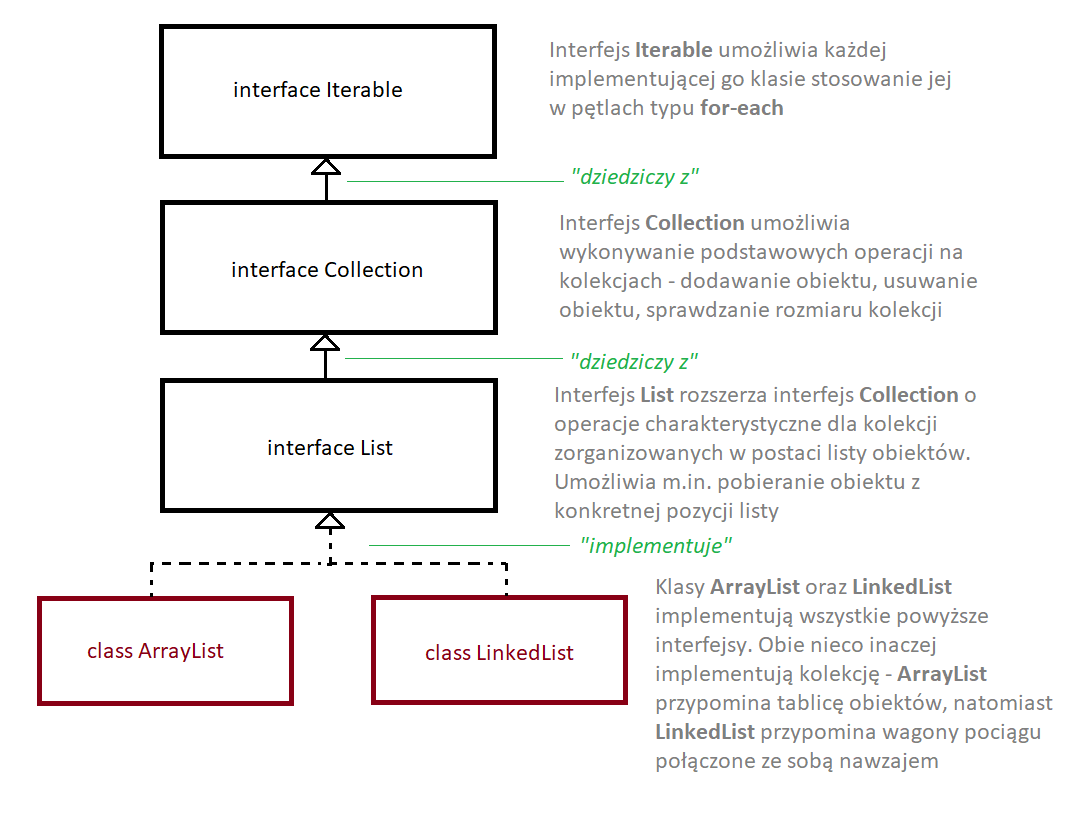 interface Iterable
Interfejs Iterable umożliwia każdej
implementującej go klasie stosowanie jej
w pętlach typu for-each
"dziedziczy z"
interface Collection
Interfejs Collection umożliwia
wykonywanie podstawowych operacji na
kolekcjach - dodawanie obiektu, usuwanie
obiektu, sprawdzanie rozmiaru kolekcji
"dziedziczy z"
interface List
Interfejs List rozszerza interfejs Collection o
operacje charakterystyczne dla kolekcji
zorganizowanych w postaci listy obiektów.
Umożliwia m.in. pobieranie obiektu z
konkretnej pozycji listy
"implementuje"
class ArrayList
class LinkedList
Klasy ArrayList oraz LinkedList
implementują wszystkie powyższe
interfejsy. Obie nieco inaczej
implementują kolekcję - ArrayList
przypomina tablicę obiektów, natomiast
LinkedList przypomina wagony pociągu
połączone ze sobą nawzajem